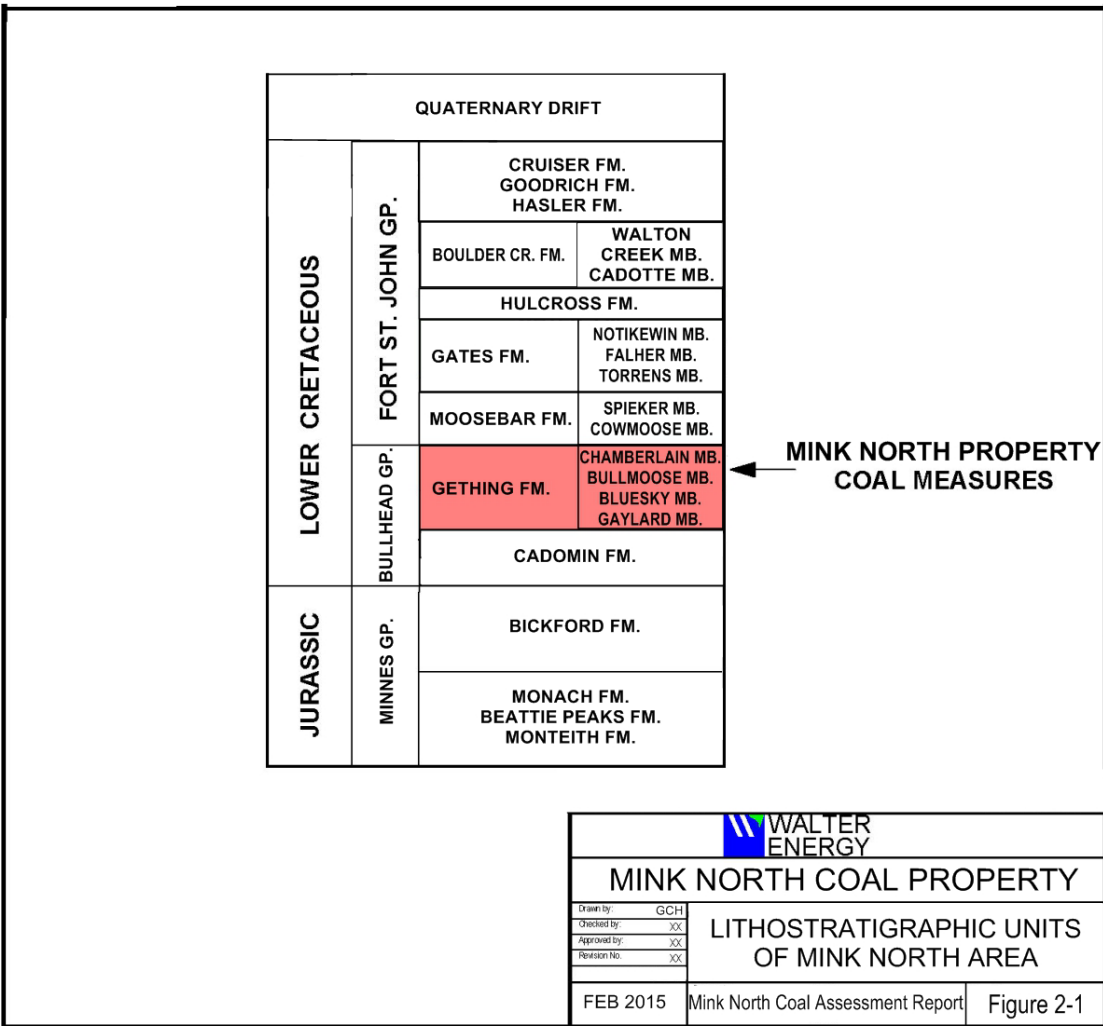 QUATERNARY DRIFT
LOWER CRETACEOUS
FORT ST. JOHN GP.
CRUISER FM.
GOODRICH FM.
HASLER FM.
BOULDER CR. FM.
WALTON
CREEK MB.
CADOTTE MB.
HULCROSS FM.
GATES FM.
NOTIKEWIN MB.
FALHER MB.
TORRENS MB.
MOOSEBAR FM.
SPIEKER MB.
COWMOOSE MB.
BULLHEAD GP.
GETHING FM.
CHAMBERLAIN MB.
BULLMOOSE MB.
BLUESKY MB.
GAYLARD MB.
MINK NORTH PROPERTY
COAL MEASURES
CADOMIN FM.
JURASSIC
MINNES GP.
BICKFORD FM.
MONACH FM.
BEATTIE PEAKS FM.
MONTEITH FM.
WALTER
ENERGY
MINK NORTH COAL PROPERTY
Drawn by: GCH
Checked by: XX
Approved by: XX
Revision No. XX
LITHOSTRATIGRAPHIC UNITS
OF MINK NORTH AREA
FEB 2015
Mink North Coal Assessment Report
Figure 2-1